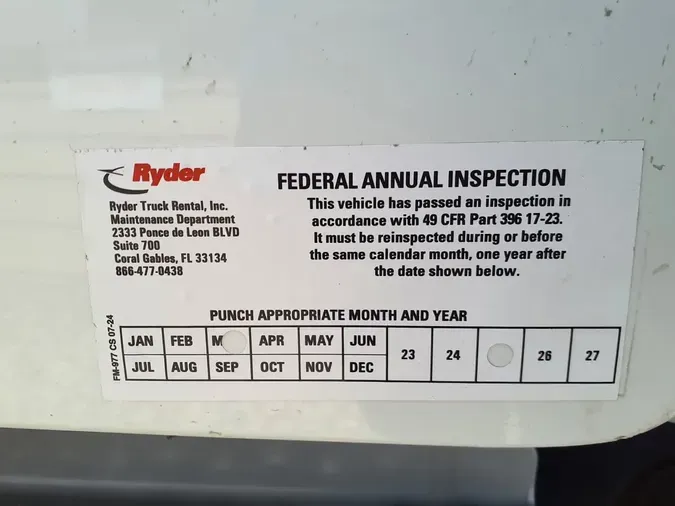 Ryder
Ryder Truck Rental, Inc.
Maintenance Department
2333 Ponce de Leon BLVD
Suite 700
Coral Gables, FL 33134
866-477-0438
FEDERAL ANNUAL INSPECTION
This vehicle has passed an inspection in
accordance with 49 CFR Part 396 17-23.
It must be reinspected during or before
the same calendar month, one year after
the date shown below.
PUNCH APPROPRIATE MONTH AND YEAR
FM-977 CS 07-24
JAN FEB M APR MAY JUN
JUL AUG SEP OCT NOV DEC
23 24 26 27